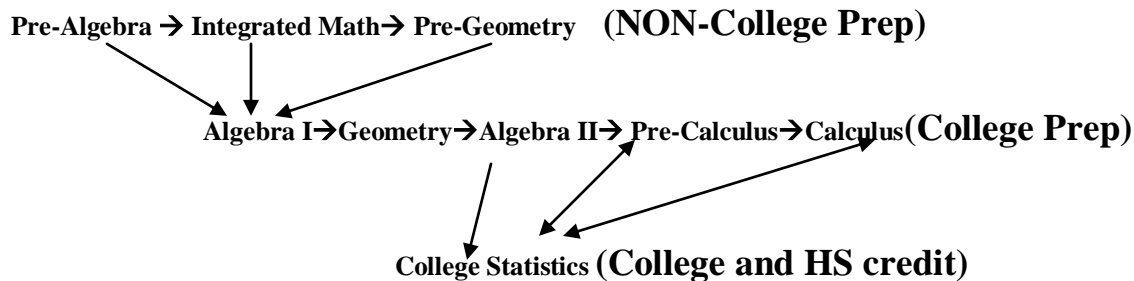 Pre-Algebra → Integrated Math→ Pre-Geometry (NON-College Prep)
Algebra I→Geometry→Algebra II→Pre-Calculus→Calculus(College Prep)
College Statistics (College and HS credit)